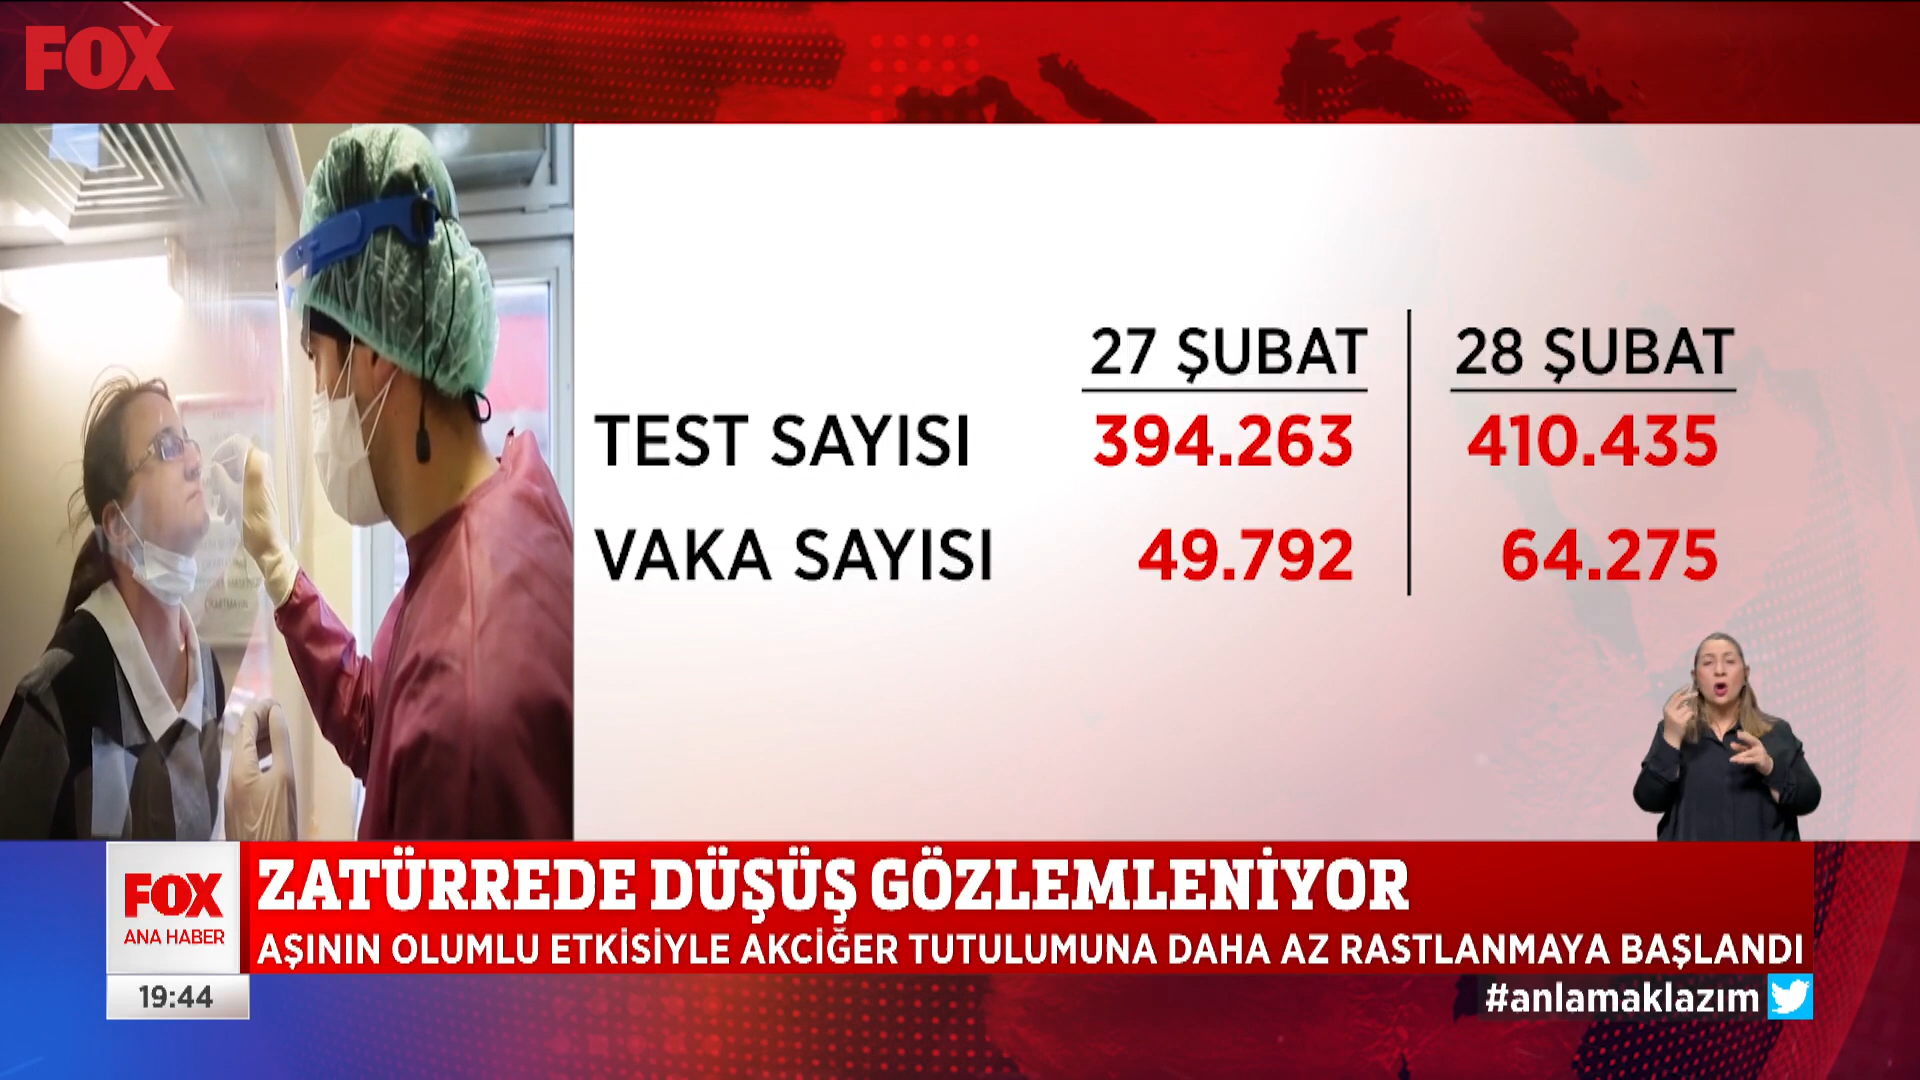 FOX
27 ŞUBAT 28 ŞUBAT
TEST SAYISI 394.263 410.435
VAKA SAYISI 49.792 64.275
FOX
ANA HABER
ZATÜRREDE DÜŞÜŞ GÖZLEMLENİYOR
AŞININ OLUMLU ETKİSİYLE AKCİĞER TUTULUMUNA DAHA AZ RASTLANMAYA BAŞLANDI
19:44
#anlamaklazım